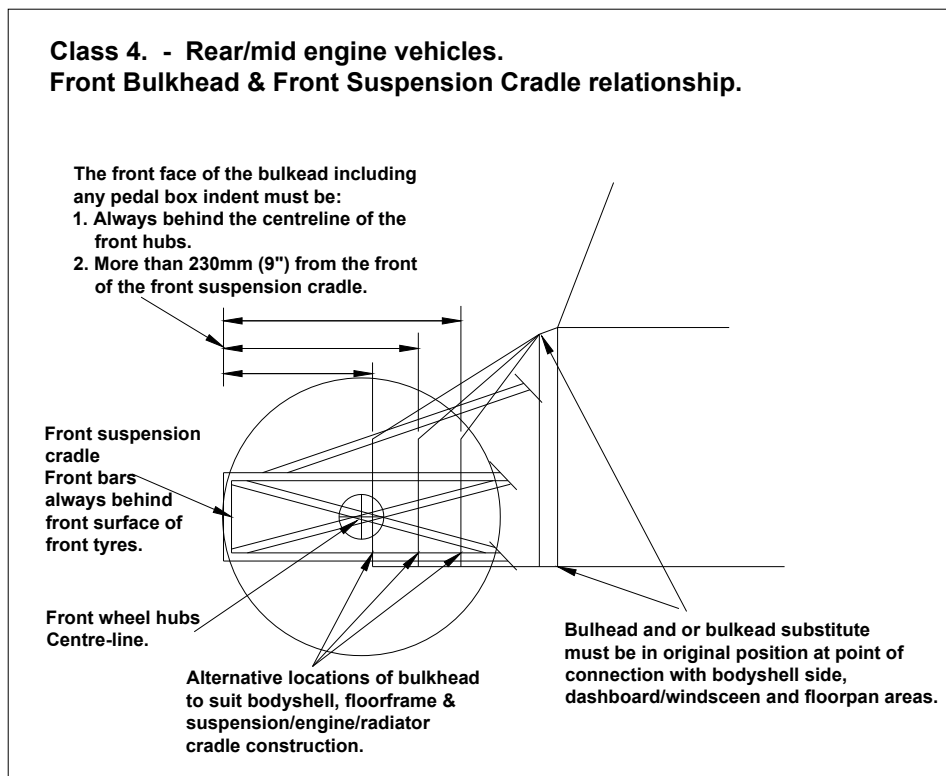 Class 4.  - Rear/mid engine vehicles.
Front Bulkhead & Front Suspension Cradle relationship.
The front face of the bulkead including
any pedal box indent must be:
1. Always behind the centreline of the
front hubs.
2. More than 230mm (9") from the front
of the front suspension cradle.
Front suspension
cradle
Front bars
always behind
front surface of
front tyres.
Front wheel hubs
Centre-line.
Alternative locations of bulkhead
to suit bodyshell, floorframe &
suspension/engine/radiator
cradle construction.
Bulhead and or bulkead substitute
must be in original position at point of
connection with bodyshell side,
dashboard/windsceen and floorpan areas.